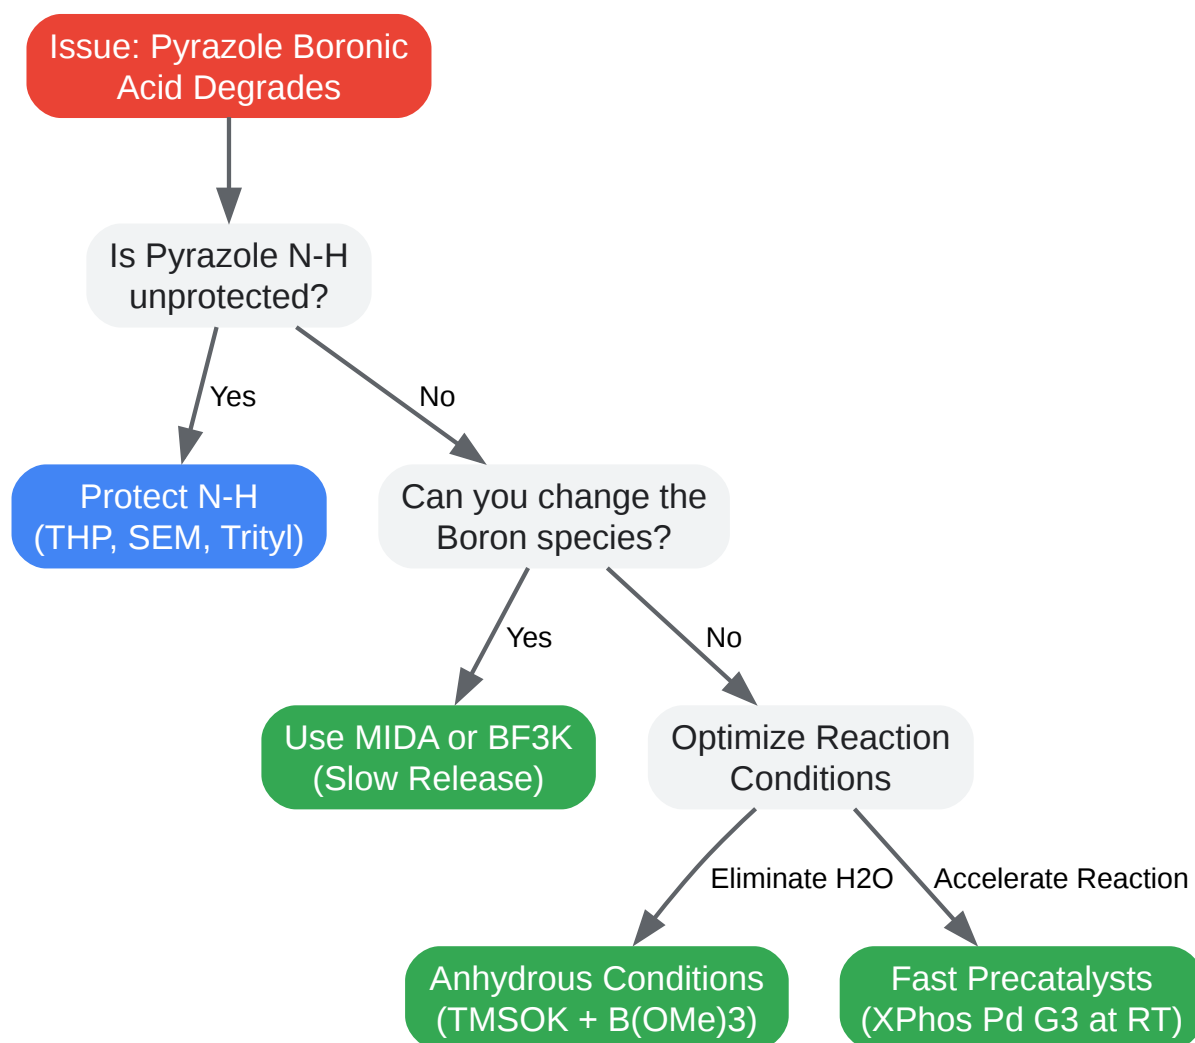 Issue: Pyrazole Boronic
Acid Degrades
Is Pyrazole N-H
unprotected?
Yes
No
Protect N-H
(THP, SEM, Trityl)
Can you change the
Boron species?
Yes
No
Use MIDA or BF3K
(Slow Release)
Optimize Reaction
Conditions
Eliminate H2O
Accelerate Reaction
Anhydrous Conditions
(TMSOK + B(OMe)3)
Fast Precatalysts
(XPhos Pd G3 at RT)